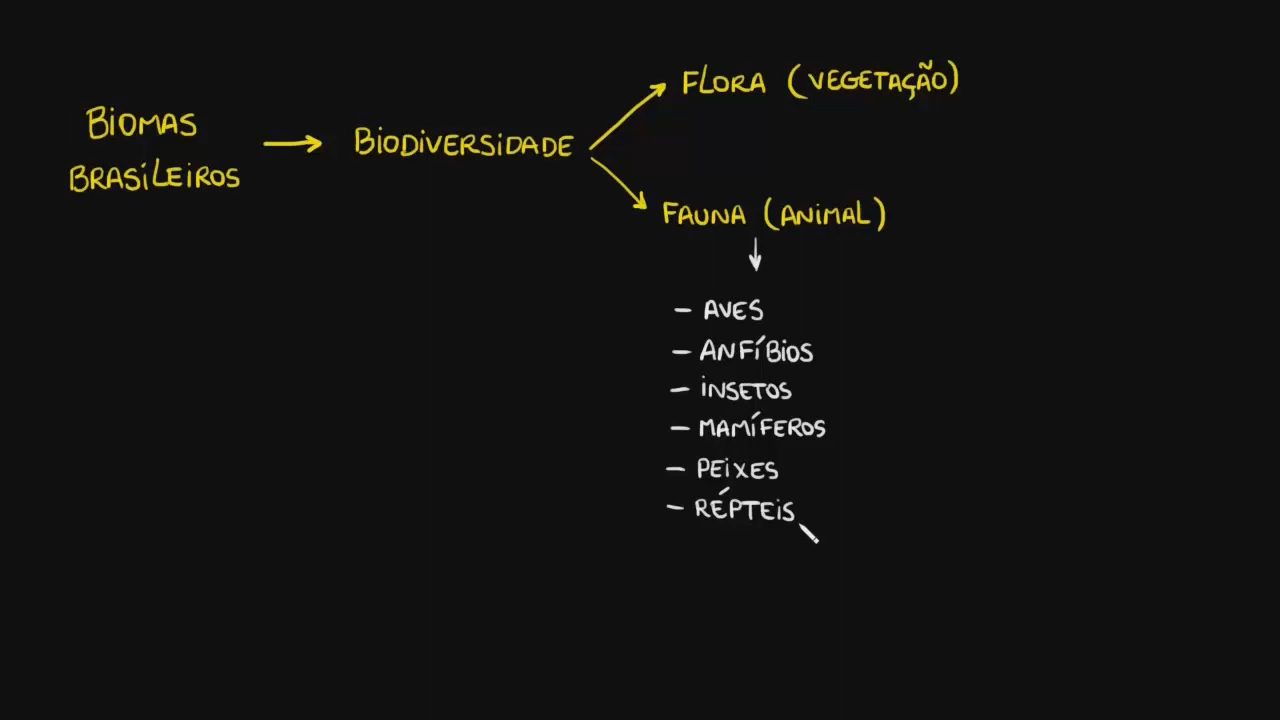 BIOMAS
BRASILEIROS
BIODIVERSIDADE
FLORA (VEGETAÇÃO)
FAUNA (ANIMAL)
- AVES
- ANFÍBIOS
- INSETOS
- MAMÍFEROS
- PEIXES
- RÉPTEIS